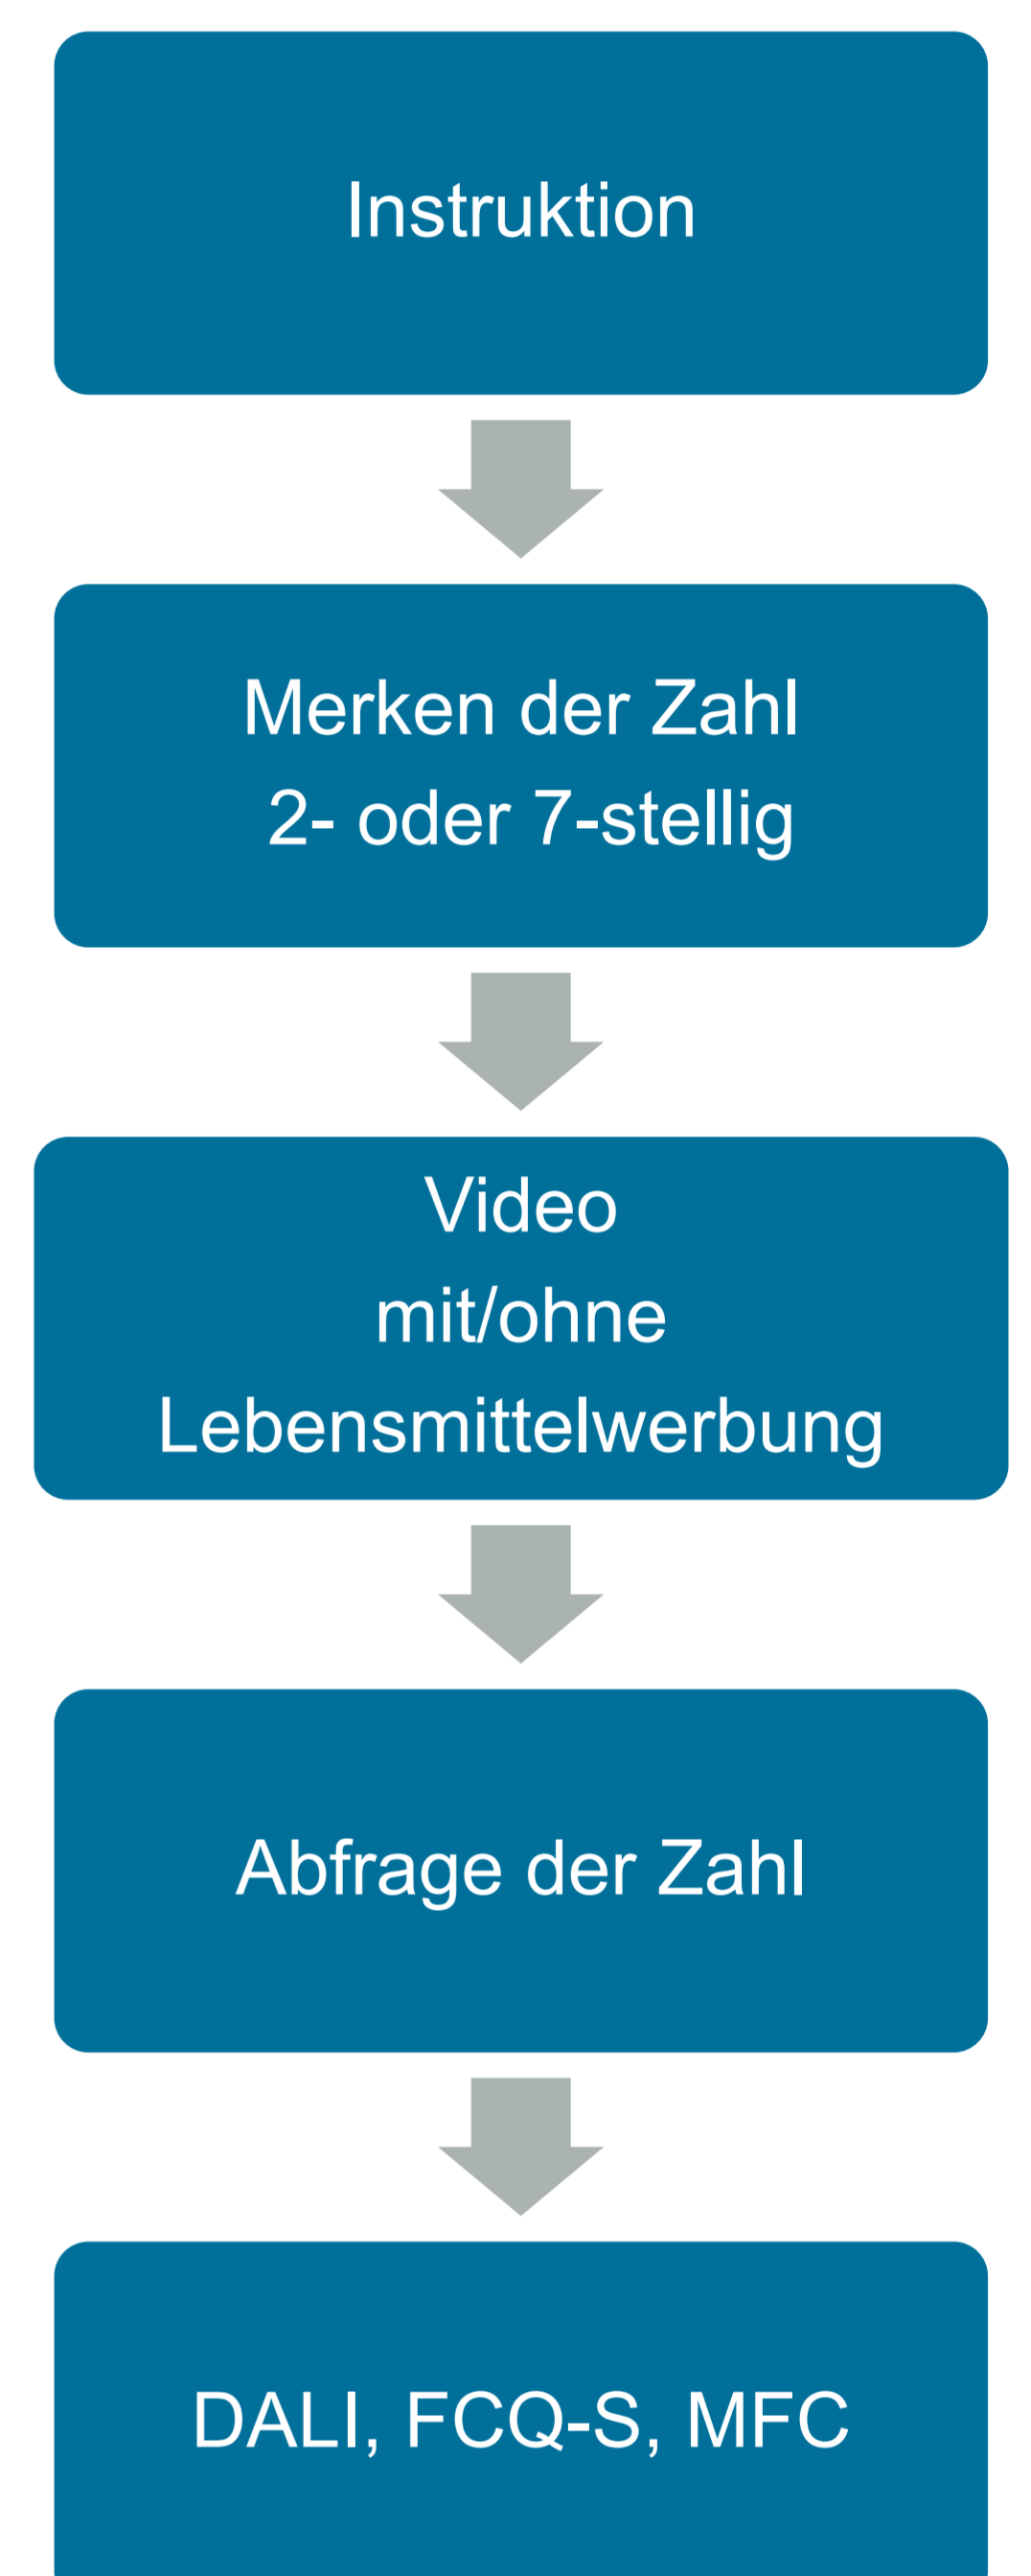 Instruktion
Merken der Zahl
2- oder 7-stellig
Video
mit/ohne
Lebensmittelwerbung
Abfrage der Zahl
DALI, FCQ-S, MFC